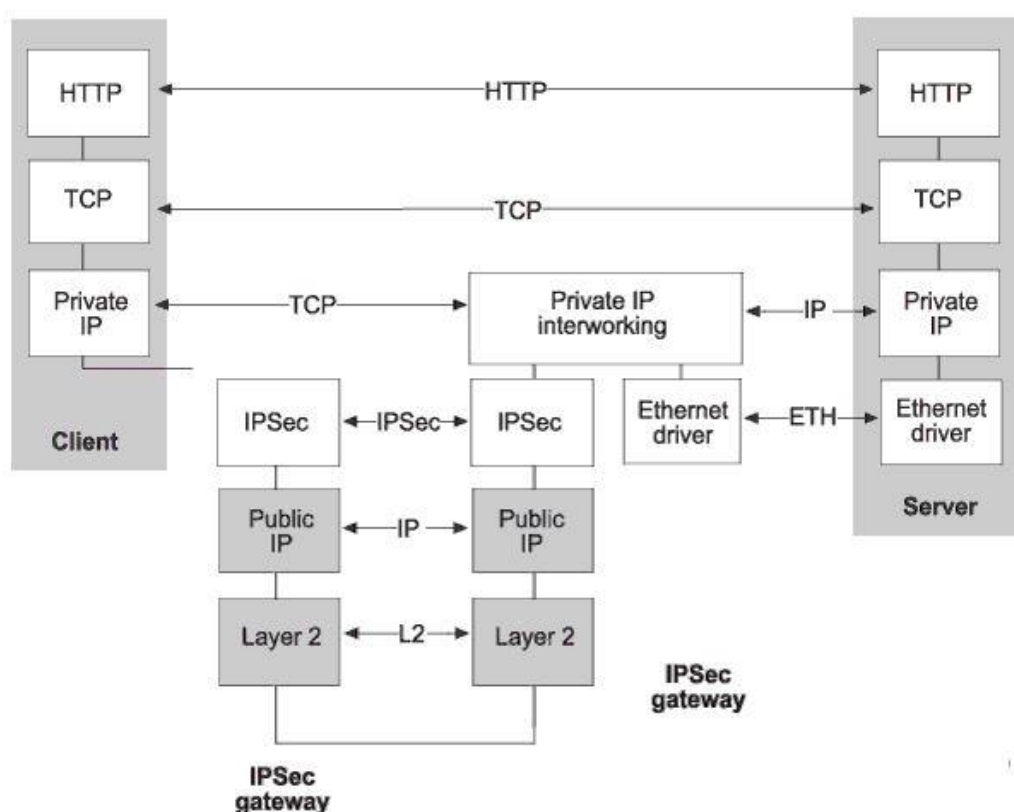 HTTP
HTTP
HTTP
TCP
TCP
TCP
Private
IP
TCP
Private IP
interworking
IP
Private
IP
IPSec
IPSec
IPSec
Ethernet
driver
ETH
Ethernet
driver
Client
Server
Public
IP
IP
Public
IP
Layer 2
L2
Layer 2
IPSec
gateway
IPSec
gateway